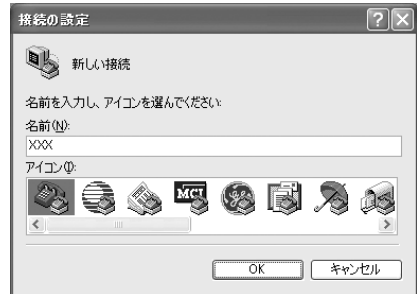 接続の設定
新しい接続
名前を入力し、アイコンを選んでください:
名前(N):
XXX
アイコン(I):
MCI
OK
キャンセル